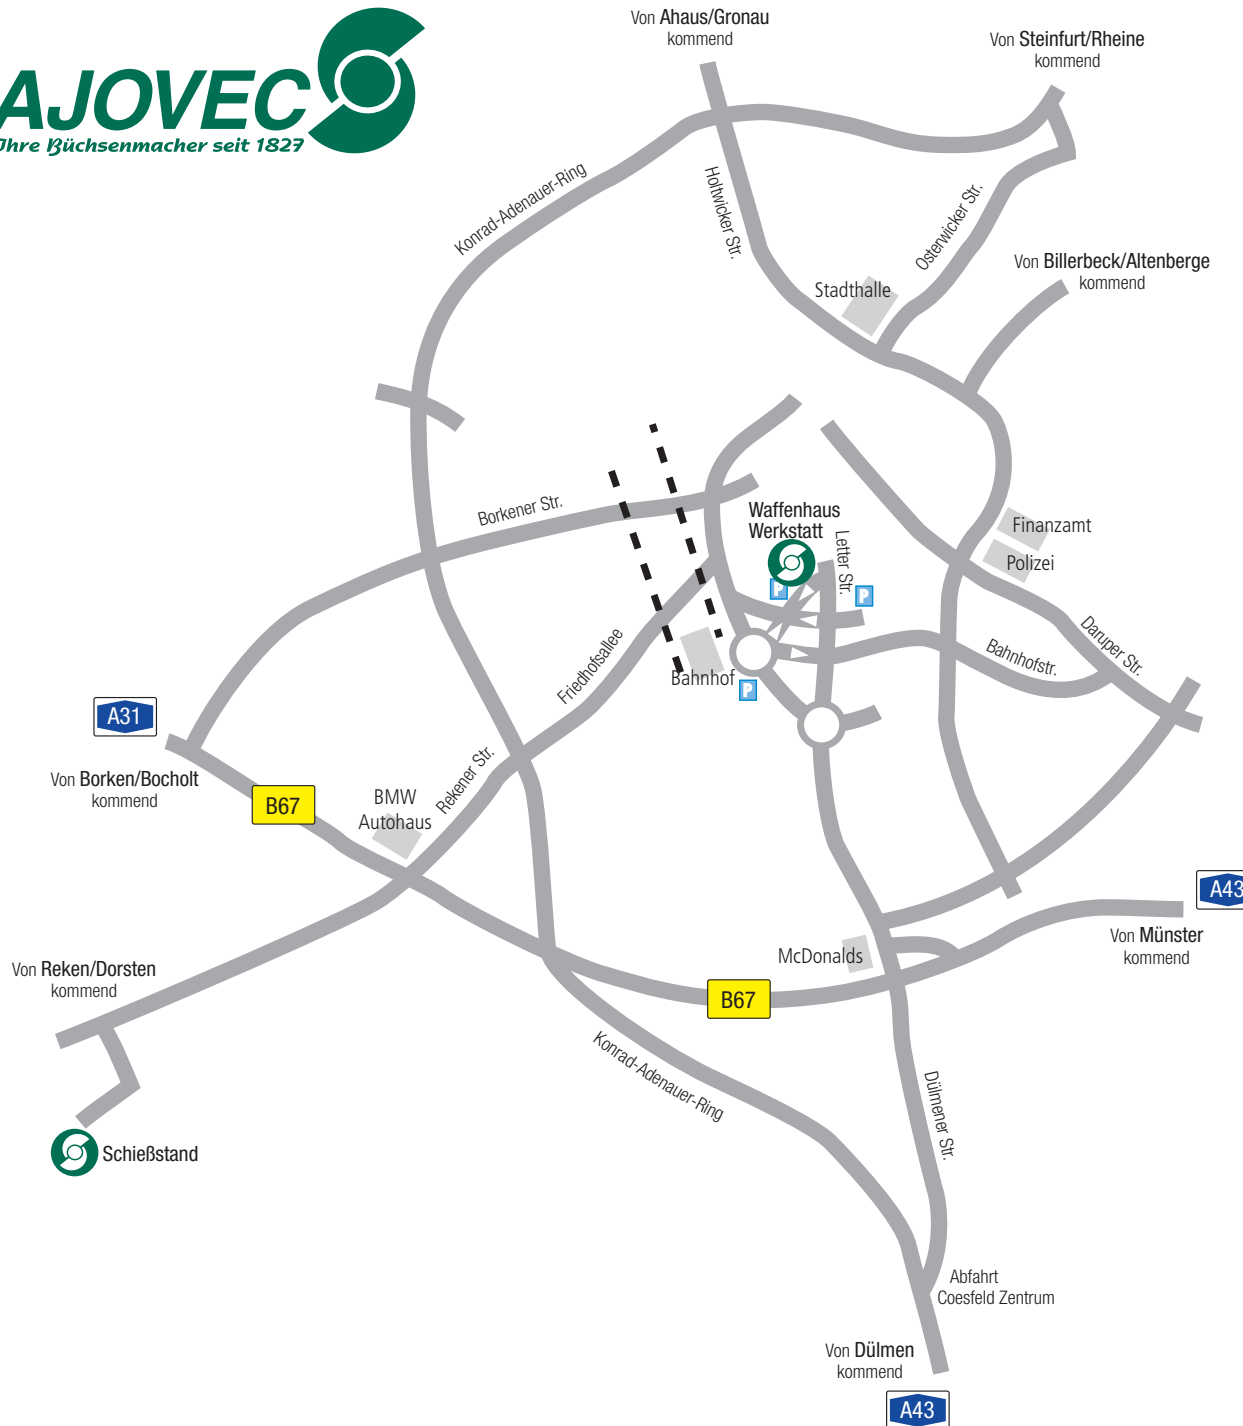 AJOVEC
Ihre Büchsenmacher seit 1827
Von Ahaus/Gronau
kommend
Von Steinfurt/Rheine
kommend
Konrad-Adenauer-Ring
Holtwicker Str.
Osterwicker Str.
Von Billerbeck/Altenberge
kommend
Stadthalle
Borkener Str.
Waffenhaus
Werkstatt
Letter Str.
Finanzamt
Polizei
P
P
Friedhofsallee
Bahnhof
P
Bahnhofstr.
Daruper Str.
A31
Von Borken/Bocholt
kommend
B67
BMW
Autohaus
Rekener Str.
A43
Von Münster
kommend
McDonalds
B67
Von Reken/Dorsten
kommend
Konrad-Adenauer-Ring
Dülmener Str.
Schießstand
Abfahrt
Coesfeld Zentrum
Von Dülmen
kommend
A43